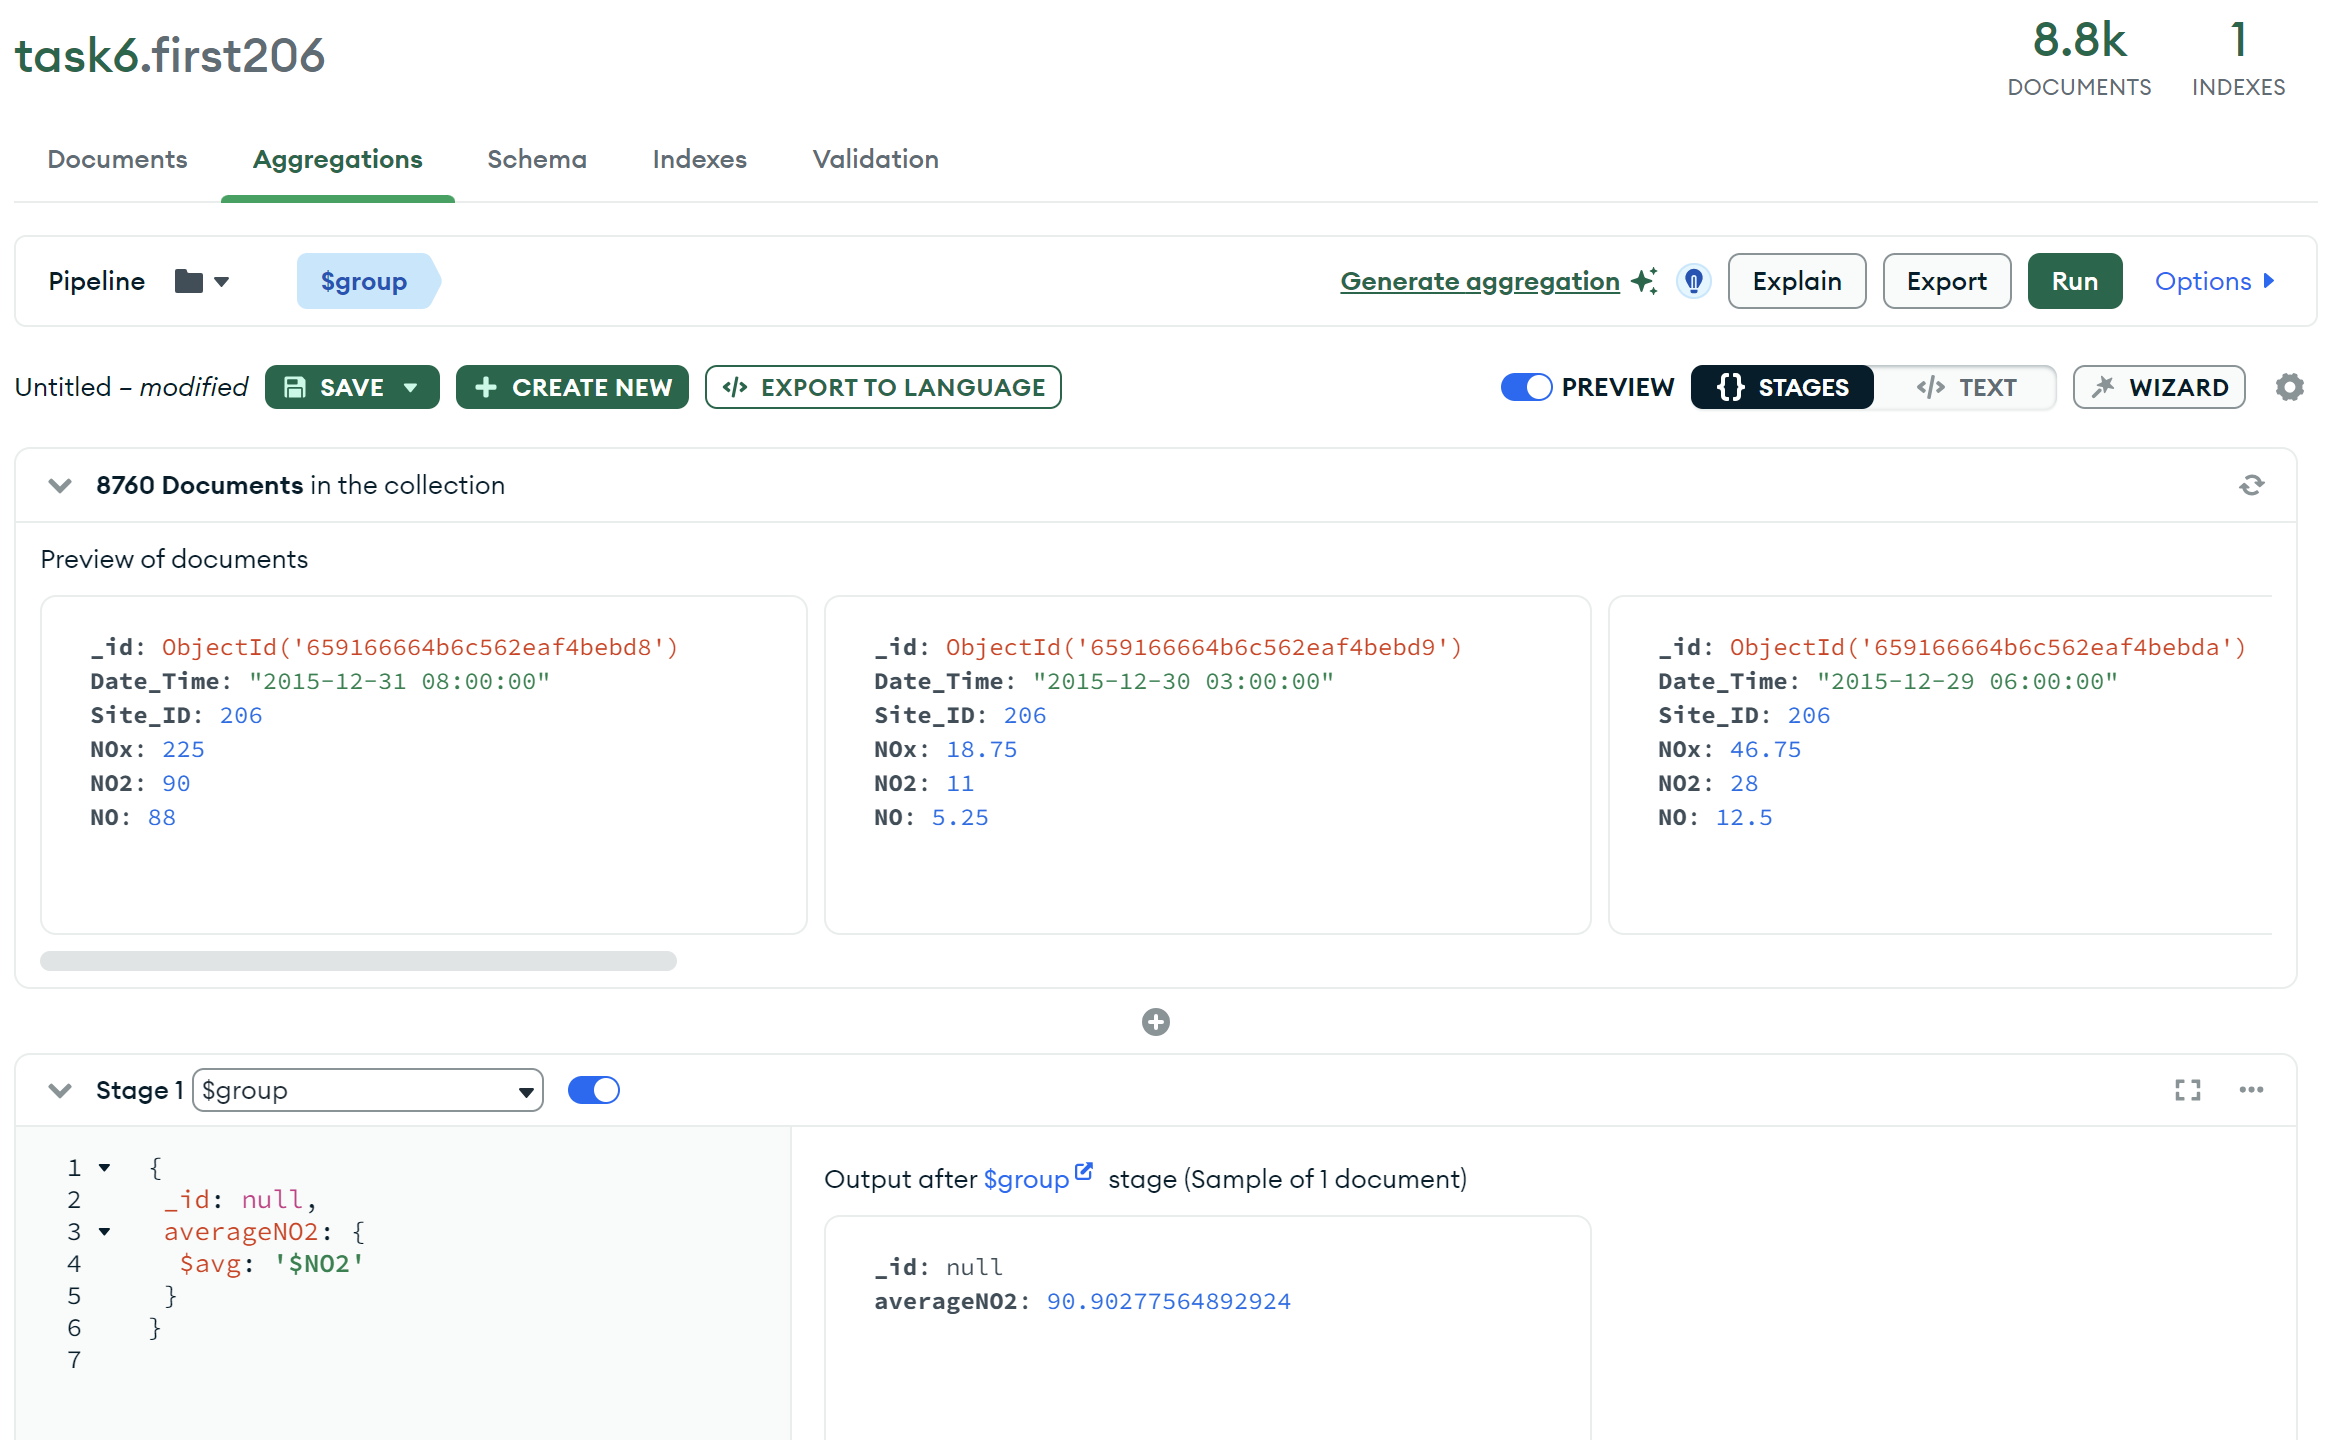 task6.first206
8.8k
DOCUMENTS
1
INDEXES
Documents Aggregations Schema Indexes Validation
Pipeline $group Generate aggregation Explain Export Run Options
Untitled – modified SAVE CREATE NEW EXPORT TO LANGUAGE PREVIEW {} STAGES </> TEXT WIZARD
8760 Documents in the collection
Preview of documents
_id: ObjectId('659166664b6c562eaf4bebd8')
Date_Time: "2015-12-31 08:00:00"
Site_ID: 206
NOx: 225
NO2: 90
NO: 88
_id: ObjectId('659166664b6c562eaf4bebd9')
Date_Time: "2015-12-30 03:00:00"
Site_ID: 206
NOx: 18.75
NO2: 11
NO: 5.25
_id: ObjectId('659166664b6c562eaf4bebda')
Date_Time: "2015-12-29 06:00:00"
Site_ID: 206
NOx: 46.75
NO2: 28
NO: 12.5
Stage 1 $group
1 {
2 _id: null,
3 averageNO2: {
4 $avg: '$NO2'
5 }
6 }
7
Output after $group stage (Sample of 1 document)
_id: null
averageNO2: 90.90277564892924